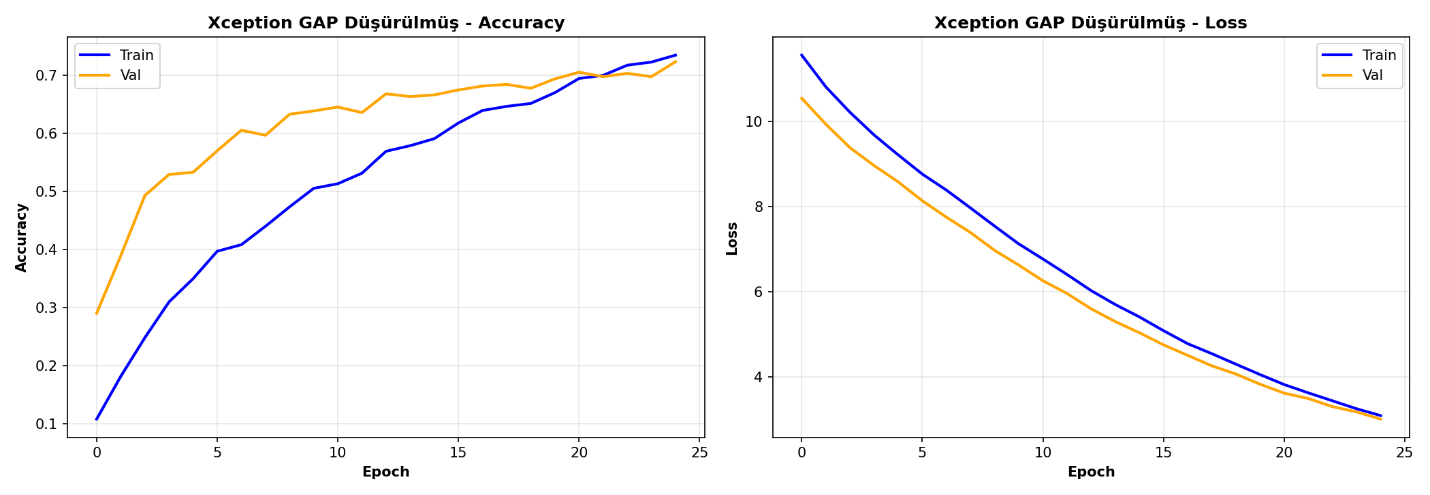 Xception GAP Düşürülmüş - Accuracy
Train
Val
0.7
0.6
0.5
0.4
0.3
0.2
0.1
Accuracy
0 5 10 15 20 25
Epoch
Xception GAP Düşürülmüş - Loss
Train
Val
10
8
6
4
Loss
0 5 10 15 20 25
Epoch